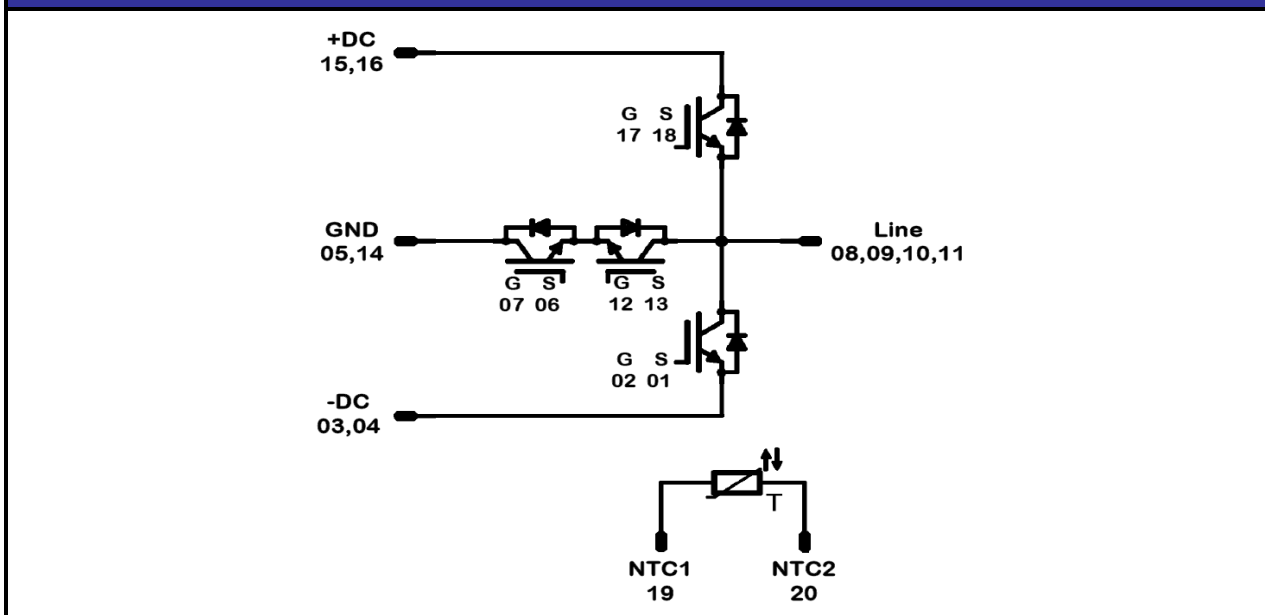 +DC
15,16
G S
17 18
GND
05,14
Line
08,09,10,11
G S
07 06
G S
12 13
G S
02 01
-DC
03,04
T
NTC1
19
NTC2
20